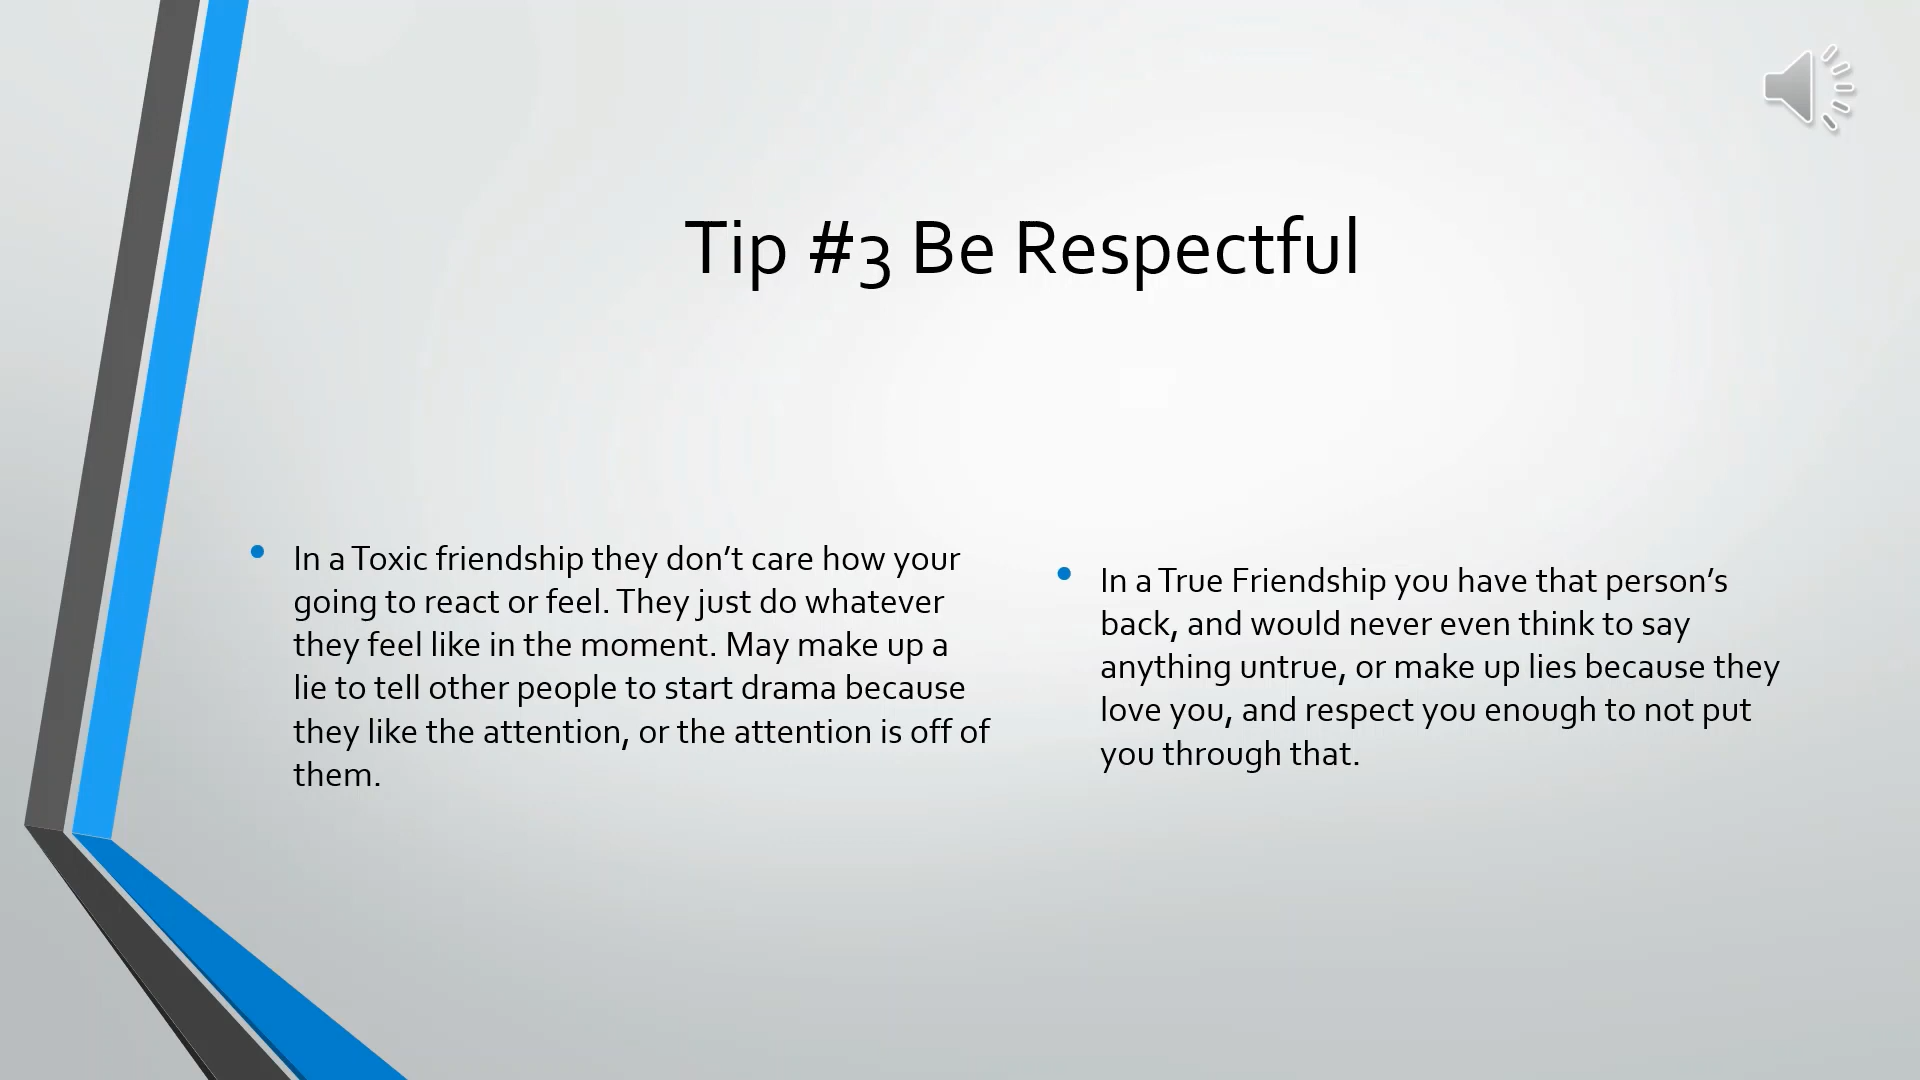 Tip #3 Be Respectful
In a Toxic friendship they don’t care how your
going to react or feel. They just do whatever
they feel like in the moment. May make up a
lie to tell other people to start drama because
they like the attention, or the attention is off of
them.
In a True Friendship you have that person’s
back, and would never even think to say
anything untrue, or make up lies because they
love you, and respect you enough to not put
you through that.